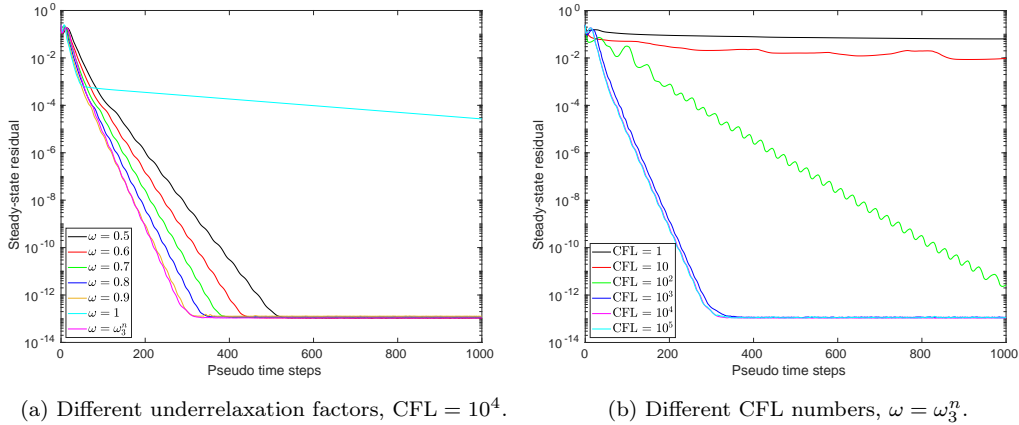 10^0
10^-2
10^-4
10^-6
10^-8
10^-10
10^-12
10^-14
Steady-state residual
ω = 0.5
ω = 0.6
ω = 0.7
ω = 0.8
ω = 0.9
ω = 1
ω = ω_3^n
0 200 400 600 800 1000
Pseudo time steps
(a) Different underrelaxation factors, CFL = 10^4.
10^0
10^-2
10^-4
10^-6
10^-8
10^-10
10^-12
10^-14
Steady-state residual
CFL = 1
CFL = 10
CFL = 10^2
CFL = 10^3
CFL = 10^4
CFL = 10^5
0 200 400 600 800 1000
Pseudo time steps
(b) Different CFL numbers, ω = ω_3^n.